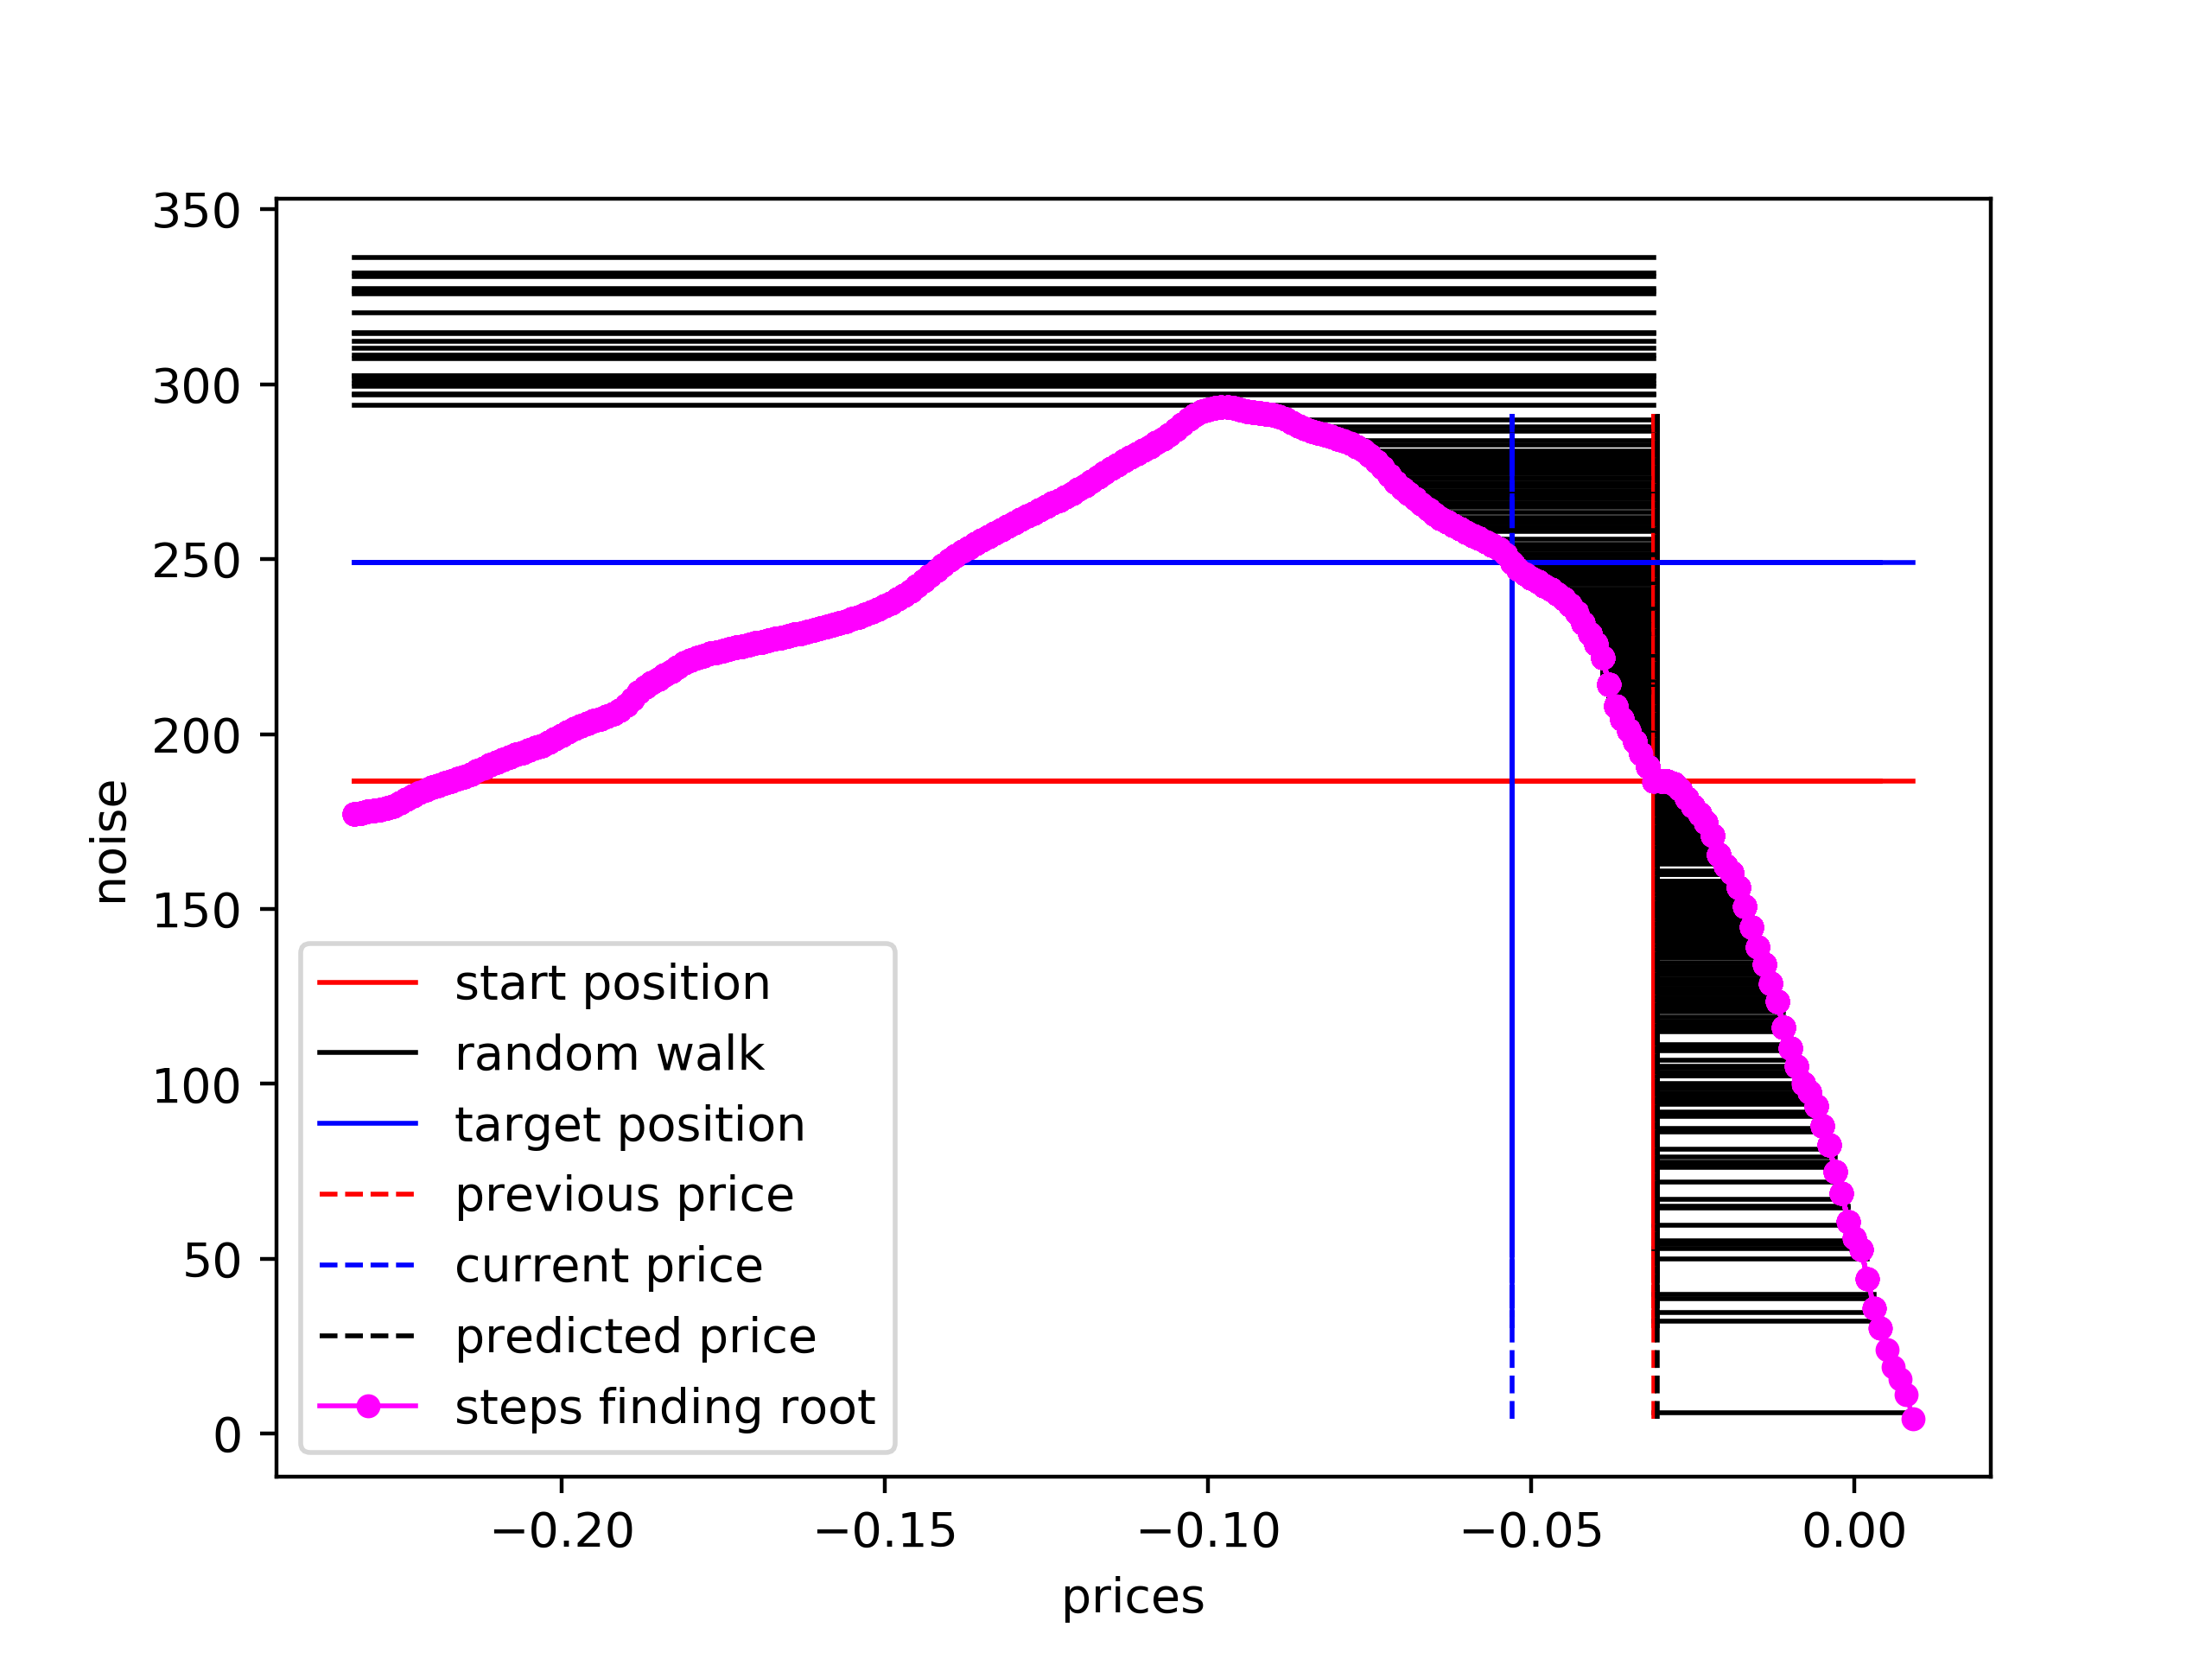 350
300
250
200
150
100
50
0
noise
start position
random walk
target position
previous price
current price
predicted price
steps finding root
−0.20
−0.15
−0.10
−0.05
0.00
prices